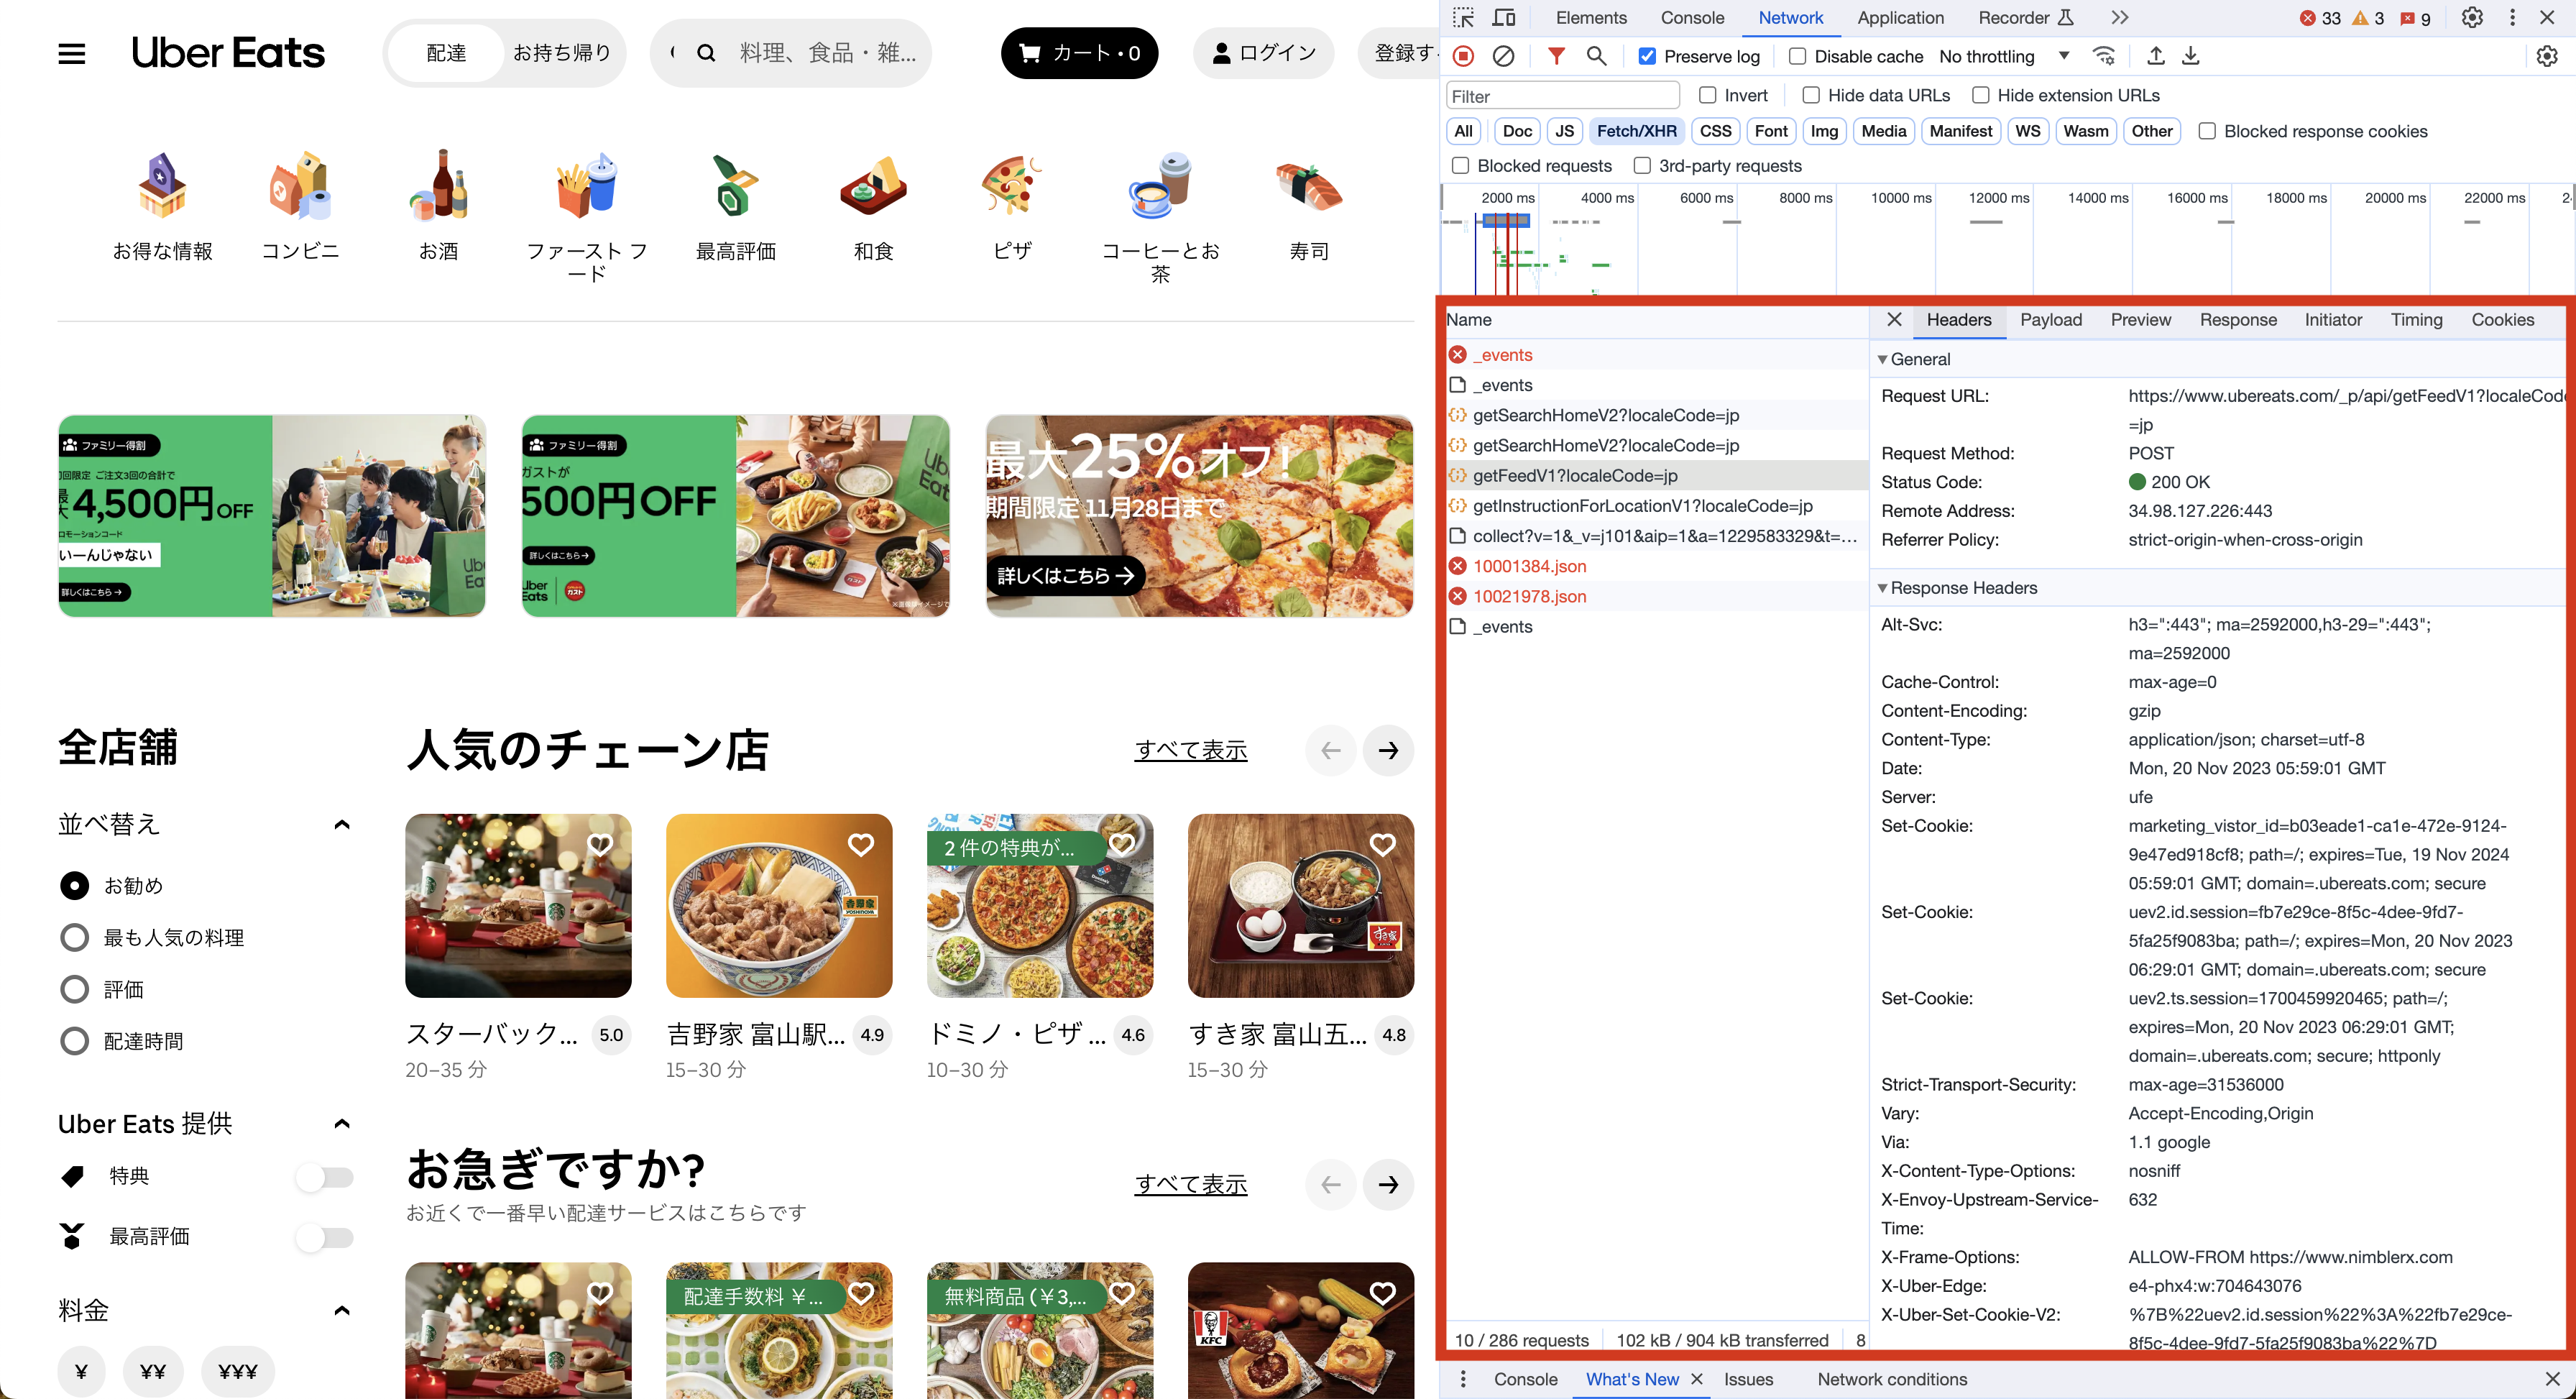 Uber Eats
配達
お持ち帰り
料理、食品・雑...
カート・0
ログイン
登録す
お得な情報
コンビニ
お酒
ファースト フ
ード
最高評価
和食
ピザ
コーヒーとお
茶
寿司
ファミリー得割
初回限定 ご注文3回の合計で
最大4,500円OFF
いーんじゃない
詳しくはこちら→
ファミリー得割
ガストが
500円OFF
詳しくはこちら→
Uber Eats
ガスト
最大25%オフ!
期間限定 11月28日まで
詳しくはこちら→
全店舗
並べ替え
お勧め
最も人気の料理
評価
配達時間
Uber Eats 提供
特典
最高評価
料金
¥
¥¥
¥¥¥
人気のチェーン店
すべて表示
2 件の特典が...
吉野家
YOSHINOYA
すき家
スターバック...
5.0
20–35 分
吉野家 富山駅...
4.9
15–30 分
ドミノ・ピザ ...
4.6
10–30 分
すき家 富山五...
4.8
15–30 分
お急ぎですか?
お近くで一番早い配達サービスはこちらです
すべて表示
配達手数料 ¥...
無料商品 (¥3,...
KFC
Elements
Console
Network
Application
Recorder
33
3
9
Preserve log
Disable cache
No throttling
Filter
Invert
Hide data URLs
Hide extension URLs
All
Doc
JS
Fetch/XHR
CSS
Font
Img
Media
Manifest
WS
Wasm
Other
Blocked response cookies
Blocked requests
3rd-party requests
2000 ms
4000 ms
6000 ms
8000 ms
10000 ms
12000 ms
14000 ms
16000 ms
18000 ms
20000 ms
22000 ms
Name
_events
_events
getSearchHomeV2?localeCode=jp
getSearchHomeV2?localeCode=jp
getFeedV1?localeCode=jp
getInstructionForLocationV1?localeCode=jp
collect?v=1&_v=j101&aip=1&a=1229583329&t=...
10001384.json
10021978.json
_events
10 / 286 requests
102 kB / 904 kB transferred
8
Headers
Payload
Preview
Response
Initiator
Timing
Cookies
General
Request URL:
https://www.ubereats.com/_p/api/getFeedV1?localeCode
=jp
Request Method:
POST
Status Code:
200 OK
Remote Address:
34.98.127.226:443
Referrer Policy:
strict-origin-when-cross-origin
Response Headers
Alt-Svc:
h3=":443"; ma=2592000,h3-29=":443";
ma=2592000
Cache-Control:
max-age=0
Content-Encoding:
gzip
Content-Type:
application/json; charset=utf-8
Date:
Mon, 20 Nov 2023 05:59:01 GMT
Server:
ufe
Set-Cookie:
marketing_vistor_id=b03eade1-ca1e-472e-9124-
9e47ed918cf8; path=/; expires=Tue, 19 Nov 2024
05:59:01 GMT; domain=.ubereats.com; secure
Set-Cookie:
uev2.id.session=fb7e29ce-8f5c-4dee-9fd7-
5fa25f9083ba; path=/; expires=Mon, 20 Nov 2023
06:29:01 GMT; domain=.ubereats.com; secure
Set-Cookie:
uev2.ts.session=1700459920465; path=/;
expires=Mon, 20 Nov 2023 06:29:01 GMT;
domain=.ubereats.com; secure; httponly
Strict-Transport-Security:
max-age=31536000
Vary:
Accept-Encoding,Origin
Via:
1.1 google
X-Content-Type-Options:
nosniff
X-Envoy-Upstream-Service-
Time:
632
X-Frame-Options:
ALLOW-FROM https://www.nimblerx.com
X-Uber-Edge:
e4-phx4:w:704643076
X-Uber-Set-Cookie-V2:
%7B%22uev2.id.session%22%3A%22fb7e29ce-
8f5c-4dee-9fd7-5fa25f9083ba%22%7D
Console
What's New
Issues
Network conditions